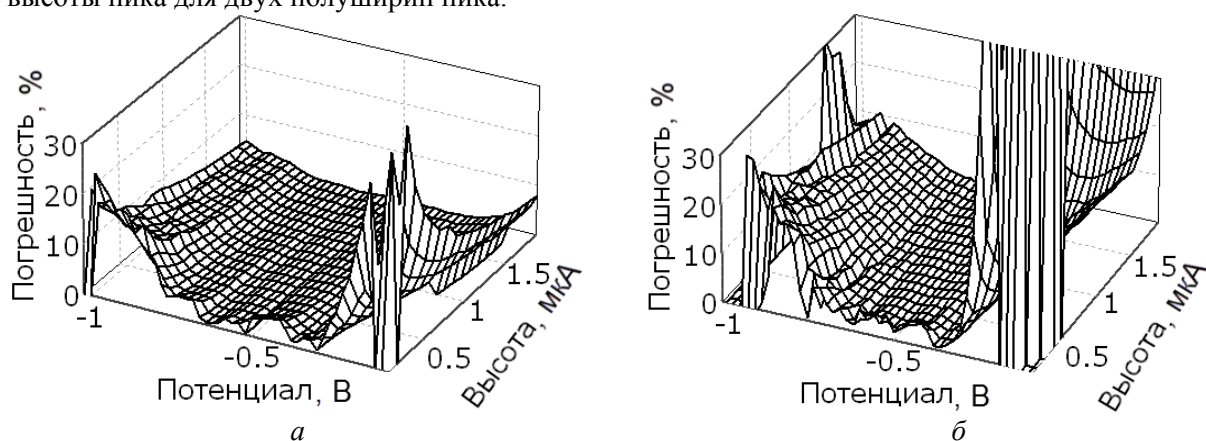 высоты пика для двух полуширин пика.
Погрешность, %
30
20
10
0
-1
-0.5
Потенциал, В
0.5
1
1.5
Высота, мкА
а
Погрешность, %
30
20
10
0
-1
-0.5
Потенциал, В
0.5
1
1.5
Высота, мкА
б